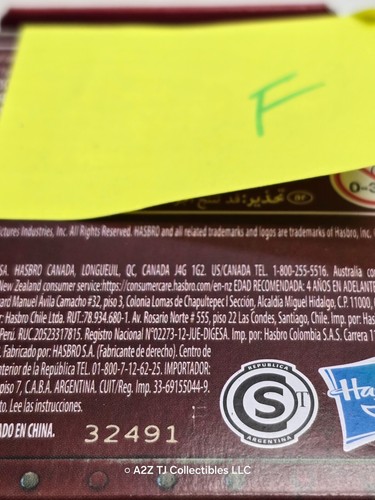 F
0-3
تحذير:
ictures Industries, Inc. All Rights Reserved. HASBRO and all related trademarks and logos are trademarks of Hasbro, Inc.
SA. HASBRO CANADA, LONGUEUIL, QC, CANADA J4G 1G2. US/CANADA TEL. 1-800-255-5516. Australia
New Zealand consumer service:https://consumercare.hasbro.com/en-nz EDAD RECOMENDADA: 4 AÑOS EN ADELANTE
ard Manuel Ávila Camacho #32, piso 3, Colonia Lomas de Chapultepec I Sección, Alcaldía Miguel Hidalgo, C.P. 11000,
r: Hasbro Chile Ltda. RUT.:78.934.680-1. Av. Rosario Norte # 555, piso 22 Las Condes, Santiago, Chile. Imp. por: Has
Perú. RUC.20523317815. Registro Nacional N°02273-12-JUE-DIGESA. Imp. por: Hasbro Colombia S.A.S. Carrera 1
. Fabricado por: HASBRO S.A. (Fabricante de derecho). Centro de
nterior de la República TEL. 01-800-7-12-62-25. IMPORTADOR:
piso 7, C.A.B.A. ARGENTINA. CUIT/Reg. Imp. 33-69155044-9.
to. Lee las instrucciones.
ADO EN CHINA.
32491
REPUBLICA
S
T
ARGENTINA
Ha
© A2Z TJ Collectibles LLC